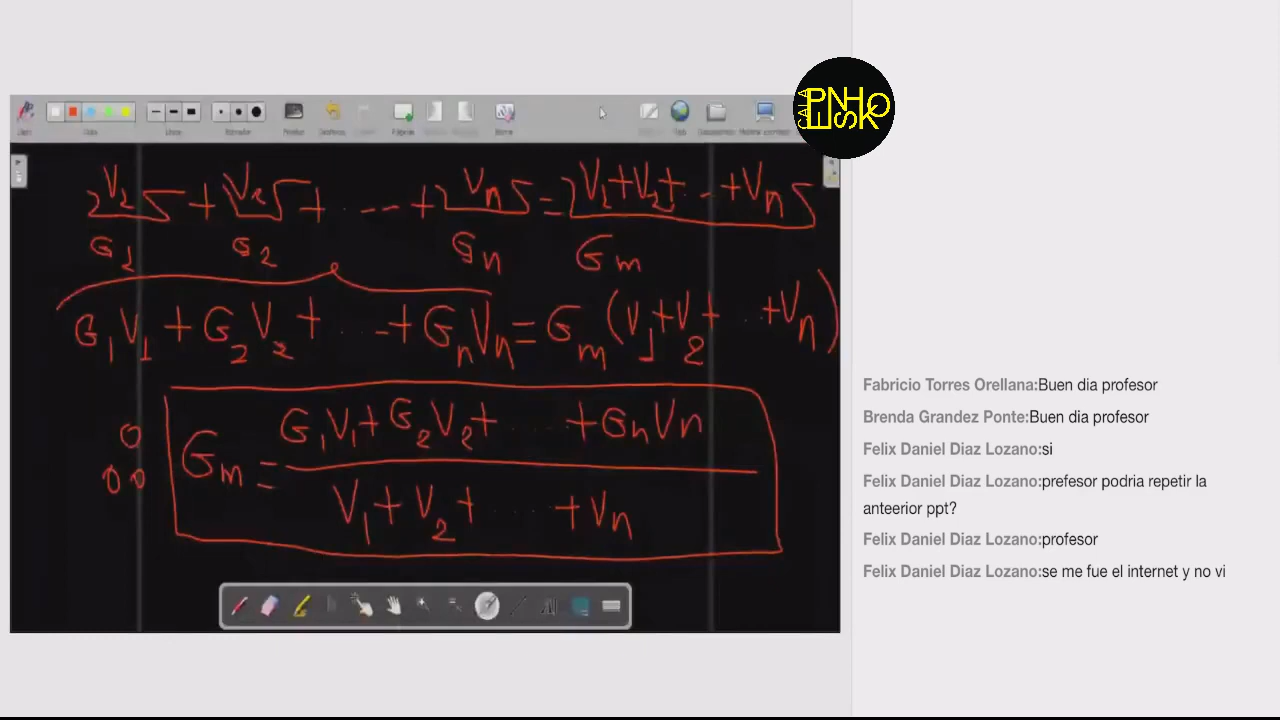 CALA
PNHO
ESSK
V₁ + V₂ + ... + Vₙ = V₁+V₂+ ... +Vₙ
G₁ G₂ Gₙ Gₘ
G₁V₁ + G₂V₂ + ... + GₙVₙ = Gₘ (V₁+V₂+ ... +Vₙ)
Gₘ = G₁V₁+G₂V₂+ ... +GₙVₙ
V₁+V₂+ ... +Vₙ
Fabricio Torres Orellana:Buen dia profesor
Brenda Grandez Ponte:Buen dia profesor
Felix Daniel Diaz Lozano:si
Felix Daniel Diaz Lozano:prefesor podria repetir la
anteerior ppt?
Felix Daniel Diaz Lozano:profesor
Felix Daniel Diaz Lozano:se me fue el internet y no vi